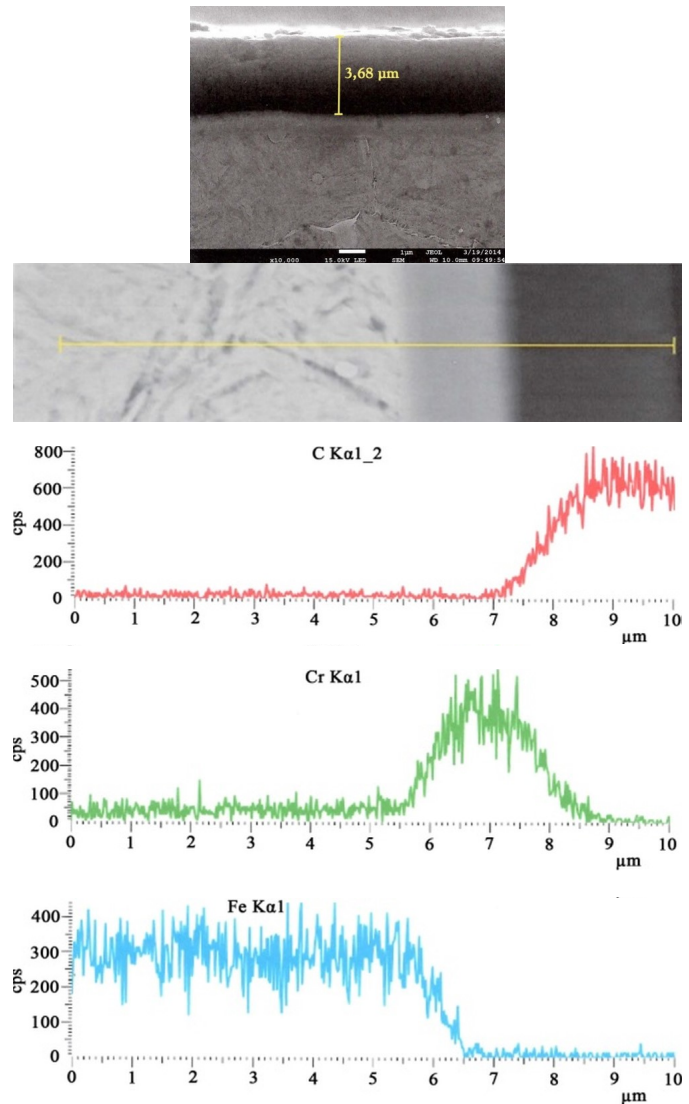 3,68 µm
1µm JEOL 3/19/2014
x10,000 15.0kV LED SEM WD 10.0mm 09:49:54
C Kα1_2
800
600
400
200
0
cps
0 1 2 3 4 5 6 7 8 9 10
µm
Cr Kα1
500
400
300
200
100
0
cps
0 1 2 3 4 5 6 7 8 9 10
µm
Fe Kα1
400
300
200
100
0
cps
0 1 2 3 4 5 6 7 8 9 10
µm